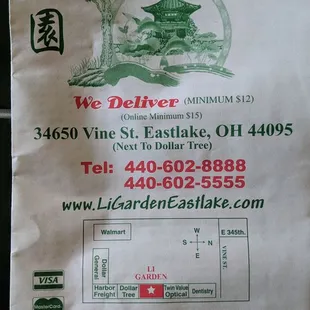 園
We Deliver (MINIMUM $12)
(Online Minimum $15)
34650 Vine St. Eastlake, OH 44095
(Next To Dollar Tree)
Tel: 440-602-8888
440-602-5555
www.LiGardenEastlake.com
Walmart
W
S N
E
E 345th.
VINE ST.
Dollar General
LI GARDEN
Harbor Freight
Dollar Tree
Twin Value Optical
Dentistry
VISA
MasterCard